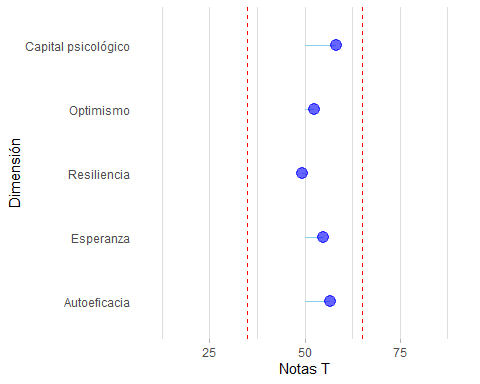 Capital psicológico
Optimismo
Resiliencia
Esperanza
Autoeficacia
Dimensión
25
50
75
Notas T